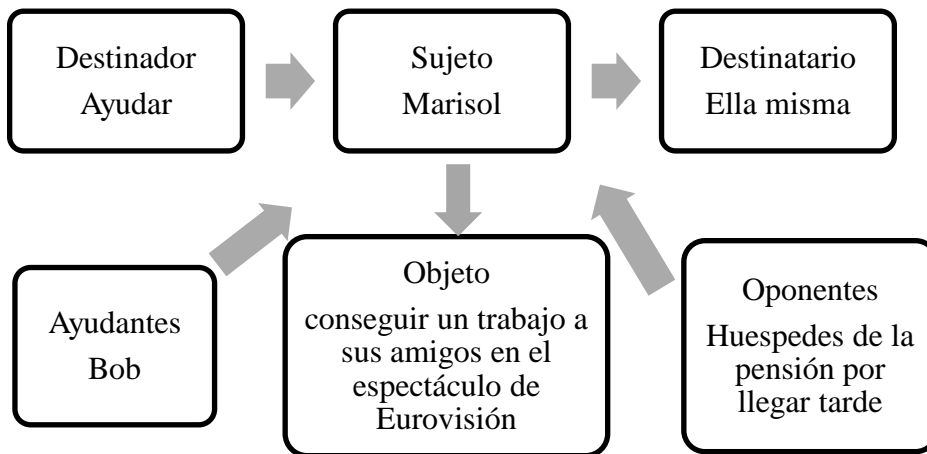 Destinador
Ayudar
Sujeto
Marisol
Destinatario
Ella misma
Ayudantes
Bob
Objeto
conseguir un trabajo a
sus amigos en el
espectáculo de
Eurovisión
Oponentes
Huespedes de la
pensión por
llegar tarde